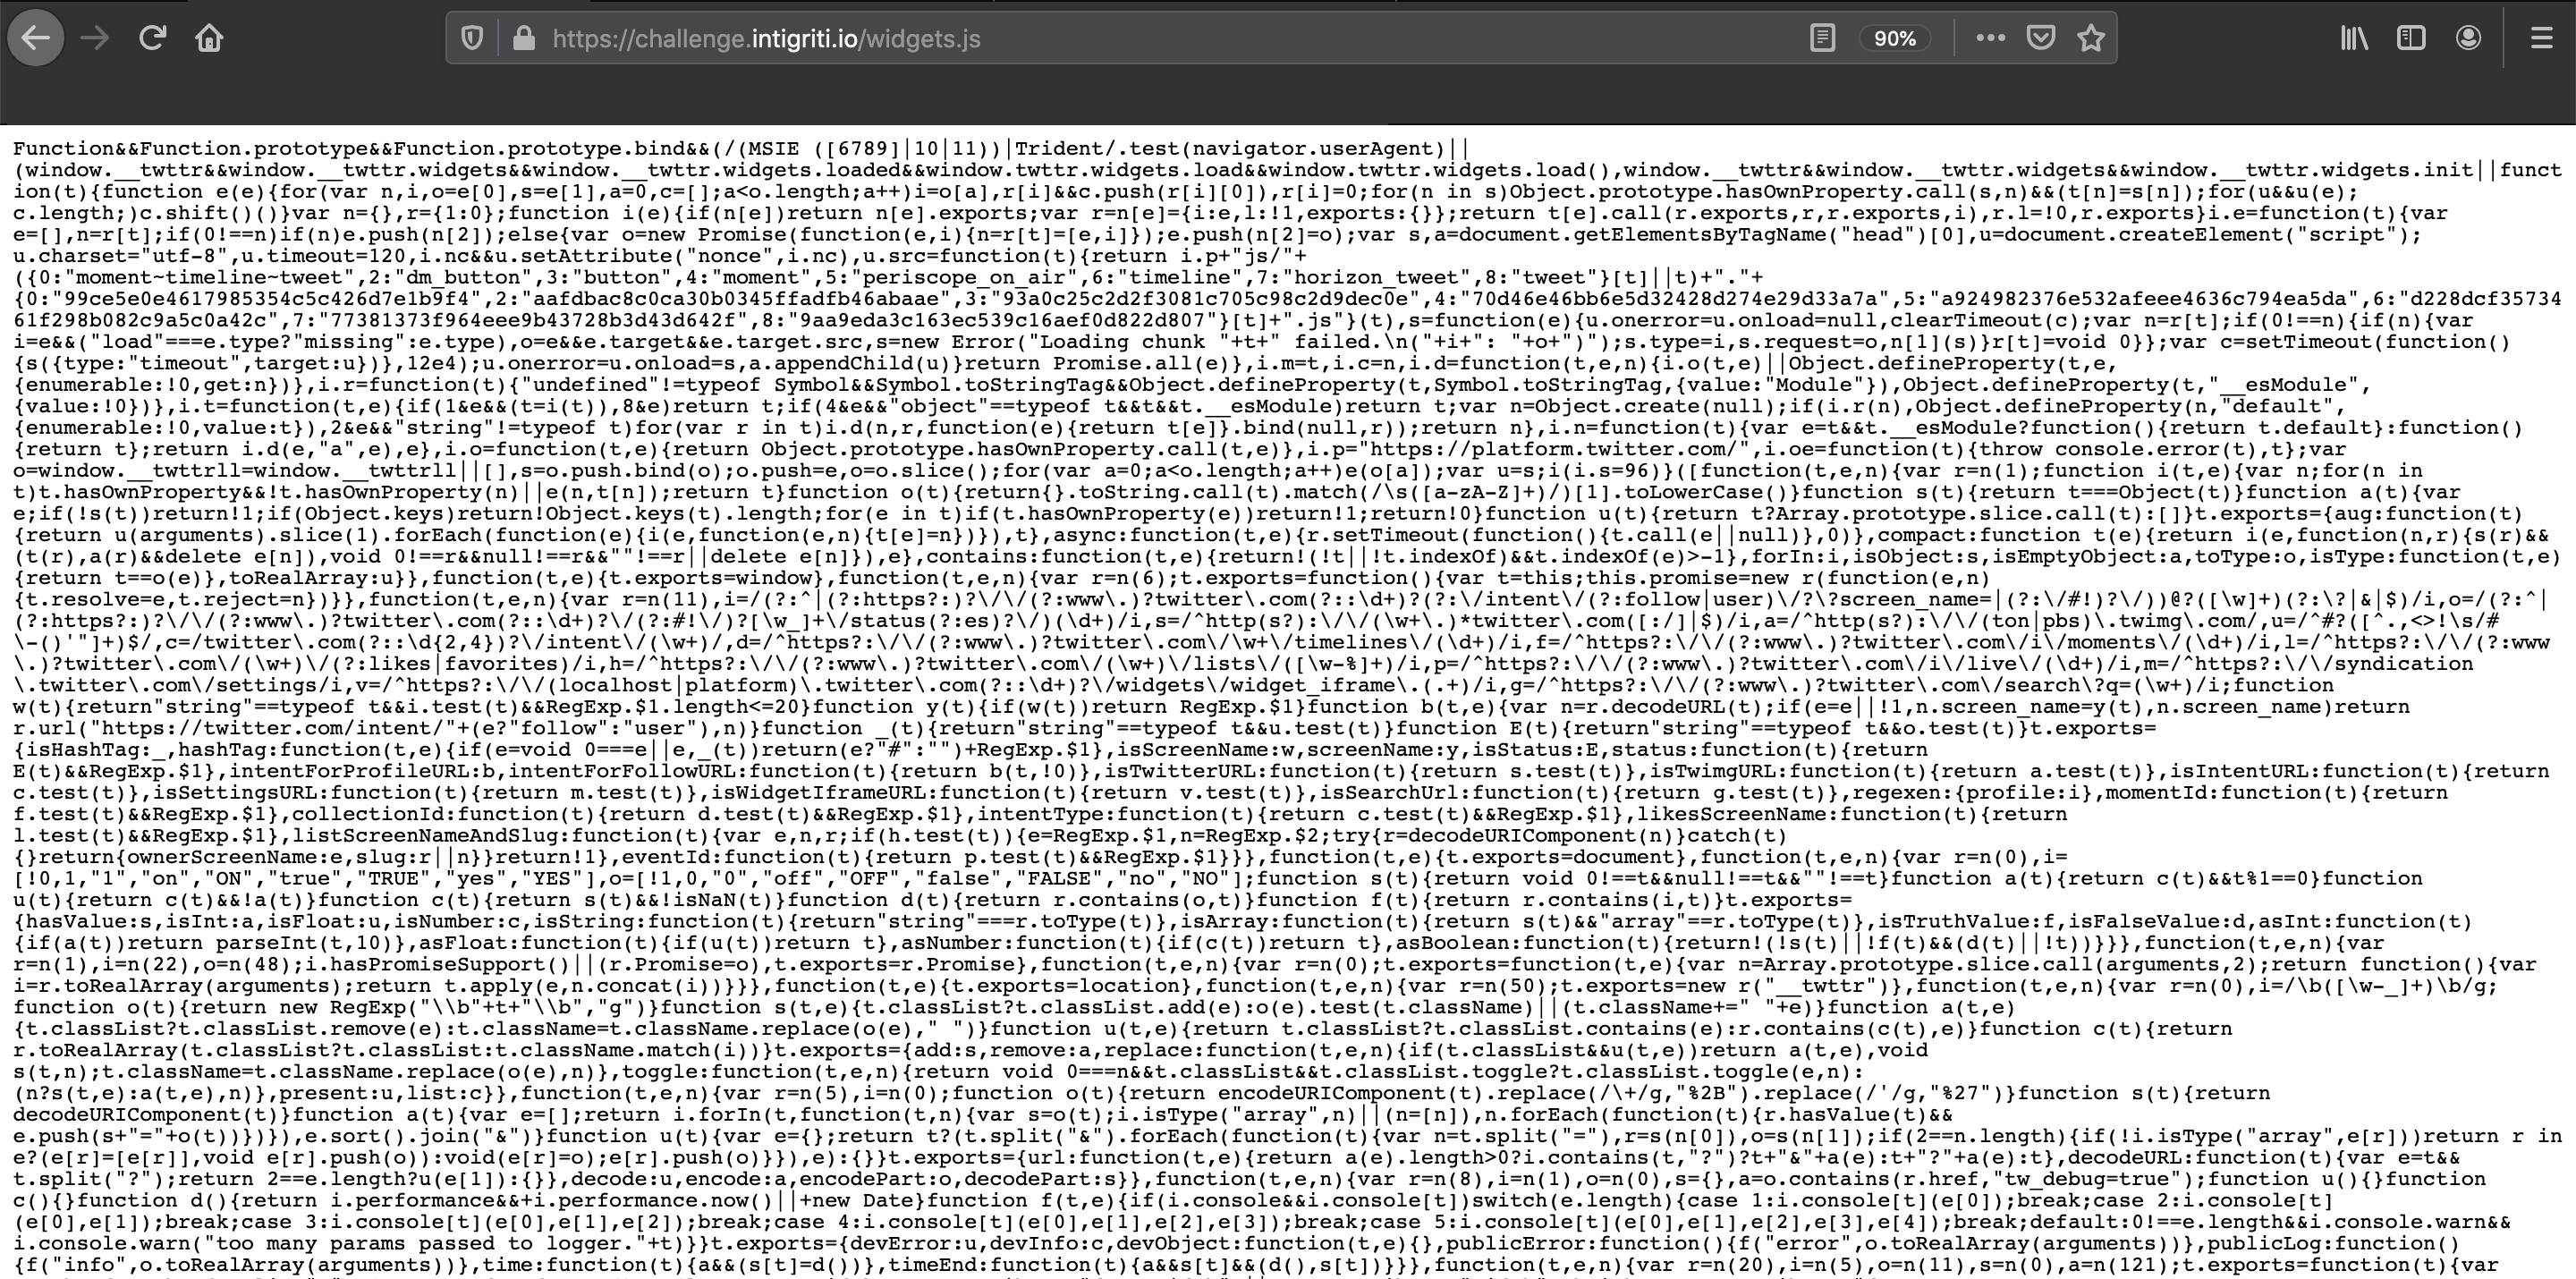 https://challenge.intigriti.io/widgets.js
90%
Function&&Function.prototype&&Function.prototype.bind&&(/(MSIE ([6789]|10|11))|Trident/.test(navigator.userAgent)||
(window.__twttr&&window.__twttr.widgets&&window.__twttr.widgets.loaded&&window.twttr.widgets.load&&window.twttr.widgets.load(),window.__twttr&&window.__twttr.widgets&&window.__twttr.widgets.init||funct
ion(t){function e(e){for(var n,i,o=e[0],s=e[1],a=0,c=[];a<o.length;a++)i=o[a],r[i]&&c.push(r[i][0]),r[i]=0;for(n in s)Object.prototype.hasOwnProperty.call(s,n)&&(t[n]=s[n]);for(u&&u(e);
c.length;)c.shift()()}var n={},r={1:0};function i(e){if(n[e])return n[e].exports;var r=n[e]={i:e,l:!1,exports:{}};return t[e].call(r.exports,r,r.exports,i),r.l=!0,r.exports}i.e=function(t){var
e=[],n=r[t];if(0!==n)if(n)e.push(n[2]);else{var o=new Promise(function(e,i){n=r[t]=[e,i]});e.push(n[2]=o);var s,a=document.getElementsByTagName("head")[0],u=document.createElement("script");
u.charset="utf-8",u.timeout=120,i.nc&&u.setAttribute("nonce",i.nc),u.src=function(t){return i.p+"js/"+
({0:"moment~timeline~tweet",2:"dm_button",3:"button",4:"moment",5:"periscope_on_air",6:"timeline",7:"horizon_tweet",8:"tweet"}[t]||t)+"."+
{0:"99ce5e0e4617985354c5c426d7e1b9f4",2:"aafdbac8c0ca30b0345ffadfb46abaae",3:"93a0c25c2d2f3081c705c98c2d9dec0e",4:"70d46e46bb6e5d32428d274e29d33a7a",5:"a924982376e532afeee4636c794ea5da",6:"d228dcf35734
61f298b082c9a5c0a42c",7:"77381373f964eee9b43728b3d43d642f",8:"9aa9eda3c163ec539c16aef0d822d807"}[t]+".js"}(t),s=function(e){u.onerror=u.onload=null,clearTimeout(c);var n=r[t];if(0!==n){if(n){var
i=e&&("load"===e.type?"missing":e.type),o=e&&e.target&&e.target.src,s=new Error("Loading chunk "+t+" failed.\n("+i+": "+o+")");s.type=i,s.request=o,n[1](s)}r[t]=void 0}};var c=setTimeout(function()
{s({type:"timeout",target:u})},12e4);u.onerror=u.onload=s,a.appendChild(u)}return Promise.all(e)},i.m=t,i.c=n,i.d=function(t,e,n){i.o(t,e)||Object.defineProperty(t,e,
{enumerable:!0,get:n})},i.r=function(t){"undefined"!=typeof Symbol&&Symbol.toStringTag&&Object.defineProperty(t,Symbol.toStringTag,{value:"Module"}),Object.defineProperty(t,"__esModule",
{value:!0})},i.t=function(t,e){if(1&e&&(t=i(t)),8&e)return t;if(4&e&&"object"==typeof t&&t&&t.__esModule)return t;var n=Object.create(null);if(i.r(n),Object.defineProperty(n,"default",
{enumerable:!0,value:t}),2&e&&"string"!=typeof t)for(var r in t)i.d(n,r,function(e){return t[e]}.bind(null,r));return n},i.n=function(t){var e=t&&t.__esModule?function(){return t.default}:function()
{return t};return i.d(e,"a",e),e},i.o=function(t,e){return Object.prototype.hasOwnProperty.call(t,e)},i.p="https://platform.twitter.com/",i.oe=function(t){throw console.error(t),t};var
o=window.__twttrll=window.__twttrll||[],s=o.push.bind(o);o.push=e,o=o.slice();for(var a=0;a<o.length;a++)e(o[a]);var u=s;i(i.s=96)}([function(t,e,n){var r=n(1);function i(t,e){var n;for(n in
t)t.hasOwnProperty&&!t.hasOwnProperty(n)||e(n,t[n]);return t}function o(t){return{}.toString.call(t).match(/\s([a-zA-Z]+)/)[1].toLowerCase()}function s(t){return t===Object(t)}function a(t){var
e;if(!s(t))return!1;if(Object.keys)return!Object.keys(t).length;for(e in t)if(t.hasOwnProperty(e))return!1;return!0}function u(t){return t?Array.prototype.slice.call(t):[]}t.exports={aug:function(t)
{return u(arguments).slice(1).forEach(function(e){i(e,function(e,n){t[e]=n})}),t},async:function(t,e){r.setTimeout(function(){t.call(e||null)},0)},compact:function t(e){return i(e,function(n,r){s(r)&&
(t(r),a(r)&&delete e[n]),void 0!==r&&null!==r&&""!==r||delete e[n]}),e},contains:function(t,e){return!(!t||!t.indexOf)&&t.indexOf(e)>-1},forIn:i,isObject:s,isEmptyObject:a,toType:o,isType:function(t,e)
{return t==o(e)},toRealArray:u}},function(t,e){t.exports=window},function(t,e,n){var r=n(6);t.exports=function(){var t=this;this.promise=new r(function(e,n)
{t.resolve=e,t.reject=n})}},function(t,e,n){var r=n(11),i=/(?:^|(?:https?:)?\/\/(?:www\.)?twitter\.com(?::\d+)?(?:\/intent\/(?:follow|user)\/?\?screen_name=|(?:\/#!)?\/))@?([\w]+)(?:\?|&|$)/i,o=/(?:^|
(?:https?:)?\/\/(?:www\.)?twitter\.com(?::\d+)?\/(?:#!\/)?[\w_]+\/status(?:es)?\/)(\d+)/i,s=/^http(s?):\/\/(\w+\.)*twitter\.com([:/]|$)/i,a=/^http(s?):\/\/(ton|pbs)\.twimg\.com/,u=/^#?([^.,<>!\s/#
\-()'"]+)$/,c=/twitter\.com(?::\d{2,4})?\/intent\/(\w+)/,d=/^https?:\/\/(?:www\.)?twitter\.com\/\w+\/timelines\/(\d+)/i,f=/^https?:\/\/(?:www\.)?twitter\.com\/i\/moments\/(\d+)/i,l=/^https?:\/\/(?:www
\.)?twitter\.com\/(\w+)\/(?:likes|favorites)/i,h=/^https?:\/\/(?:www\.)?twitter\.com\/(\w+)\/lists\/([\w-%]+)/i,p=/^https?:\/\/(?:www\.)?twitter\.com\/i\/live\/(\d+)/i,m=/^https?:\/\/syndication
\.twitter\.com\/settings/i,v=/^https?:\/\/(localhost|platform)\.twitter\.com(?::\d+)?\/widgets\/widget_iframe\.(.+)/i,g=/^https?:\/\/(?:www\.)?twitter\.com\/search\?q=(\w+)/i;function
w(t){return"string"==typeof t&&i.test(t)&&RegExp.$1.length<=20}function y(t){if(w(t))return RegExp.$1}function b(t,e){var n=r.decodeURL(t);if(e=e||!1,n.screen_name=y(t),n.screen_name)return
r.url("https://twitter.com/intent/"+(e?"follow":"user"),n)}function _(t){return"string"==typeof t&&u.test(t)}function E(t){return"string"==typeof t&&o.test(t)}t.exports=
{isHashTag:_,hashTag:function(t,e){if(e=void 0===e||e,_(t))return(e?"#":"")+RegExp.$1},isScreenName:w,screenName:y,isStatus:E,status:function(t){return
E(t)&&RegExp.$1},intentForProfileURL:b,intentForFollowURL:function(t){return b(t,!0)},isTwitterURL:function(t){return s.test(t)},isTwimgURL:function(t){return a.test(t)},isIntentURL:function(t){return
c.test(t)},isSettingsURL:function(t){return m.test(t)},isWidgetIframeURL:function(t){return v.test(t)},isSearchUrl:function(t){return g.test(t)},regexen:{profile:i},momentId:function(t){return
f.test(t)&&RegExp.$1},collectionId:function(t){return d.test(t)&&RegExp.$1},intentType:function(t){return c.test(t)&&RegExp.$1},likesScreenName:function(t){return
l.test(t)&&RegExp.$1},listScreenNameAndSlug:function(t){var e,n,r;if(h.test(t)){e=RegExp.$1,n=RegExp.$2;try{r=decodeURIComponent(n)}catch(t)
{}return{ownerScreenName:e,slug:r||n}}return!1},eventId:function(t){return p.test(t)&&RegExp.$1}}},function(t,e){t.exports=document},function(t,e,n){var r=n(0),i=
[!0,1,"1","on","ON","true","TRUE","yes","YES"],o=[!1,0,"0","off","OFF","false","FALSE","no","NO"];function s(t){return void 0!==t&&null!==t&&""!==t}function a(t){return c(t)&&t%1==0}function
u(t){return c(t)&&!a(t)}function c(t){return s(t)&&!isNaN(t)}function d(t){return r.contains(o,t)}function f(t){return r.contains(i,t)}t.exports=
{hasValue:s,isInt:a,isFloat:u,isNumber:c,isString:function(t){return"string"===r.toType(t)},isArray:function(t){return s(t)&&"array"==r.toType(t)},isTruthValue:f,isFalseValue:d,asInt:function(t)
{if(a(t))return parseInt(t,10)},asFloat:function(t){if(u(t))return t},asNumber:function(t){if(c(t))return t},asBoolean:function(t){return!(!s(t)||!f(t)&&(d(t)||!t))}}},function(t,e,n){var
r=n(1),i=n(22),o=n(48);i.hasPromiseSupport()||(r.Promise=o),t.exports=r.Promise},function(t,e,n){var r=n(0);t.exports=function(t,e){var n=Array.prototype.slice.call(arguments,2);return function(){var
i=r.toRealArray(arguments);return t.apply(e,n.concat(i))}}},function(t,e){t.exports=location},function(t,e,n){var r=n(50);t.exports=new r("__twttr")},function(t,e,n){var r=n(0),i=/\b([\w-_]+)\b/g;
function o(t){return new RegExp("\\b"+t+"\\b","g")}function s(t,e){t.classList?t.classList.add(e):o(e).test(t.className)||(t.className+=" "+e)}function a(t,e)
{t.classList?t.classList.remove(e):t.className=t.className.replace(o(e)," ")}function u(t,e){return t.classList?t.classList.contains(e):r.contains(c(t),e)}function c(t){return
r.toRealArray(t.classList?t.classList:t.className.match(i))}t.exports={add:s,remove:a,replace:function(t,e,n){if(t.classList&&u(t,e))return a(t,e),void
s(t,n);t.className=t.className.replace(o(e),n)},toggle:function(t,e,n){return void 0===n&&t.classList&&t.classList.toggle?t.classList.toggle(e,n):
(n?s(t,e):a(t,e),n)},present:u,list:c}},function(t,e,n){var r=n(5),i=n(0);function o(t){return encodeURIComponent(t).replace(/\+/g,"%2B").replace(/'/g,"%27")}function s(t){return
decodeURIComponent(t)}function a(t){var e=[];return i.forIn(t,function(t,n){var s=o(t);i.isType("array",n)||(n=[n]),n.forEach(function(t){r.hasValue(t)&&
e.push(s+"="+o(t))})}),e.sort().join("&")}function u(t){var e={};return t?(t.split("&").forEach(function(t){var n=t.split("="),r=s(n[0]),o=s(n[1]);if(2==n.length){if(!i.isType("array",e[r]))return r in
e?(e[r]=[e[r]],void e[r].push(o)):void(e[r]=o);e[r].push(o)}}),e):{}}t.exports={url:function(t,e){return a(e).length>0?i.contains(t,"?")?t+"&"+a(e):t+"?"+a(e):t},decodeURL:function(t){var e=t&&
t.split("?");return 2==e.length?u(e[1]):{}},decode:u,encode:a,encodePart:o,decodePart:s}},function(t,e,n){var r=n(8),i=n(1),o=n(0),s={},a=o.contains(r.href,"tw_debug=true");function u(){}function
c(){}function d(){return i.performance&&+i.performance.now()||+new Date}function f(t,e){if(i.console&&i.console[t])switch(e.length){case 1:i.console[t](e[0]);break;case 2:i.console[t]
(e[0],e[1]);break;case 3:i.console[t](e[0],e[1],e[2]);break;case 4:i.console[t](e[0],e[1],e[2],e[3]);break;case 5:i.console[t](e[0],e[1],e[2],e[3],e[4]);break;default:0!==e.length&&i.console.warn&&
i.console.warn("too many params passed to logger."+t)}}t.exports={devError:u,devInfo:c,devObject:function(t,e){},publicError:function(){f("error",o.toRealArray(arguments))},publicLog:function()
{f("info",o.toRealArray(arguments))},time:function(t){a&&(s[t]=d())},timeEnd:function(t){a&&s[t]&&(d(),s[t])}}},function(t,e,n){var r=n(20),i=n(5),o=n(11),s=n(0),a=n(121);t.exports=function(t){var